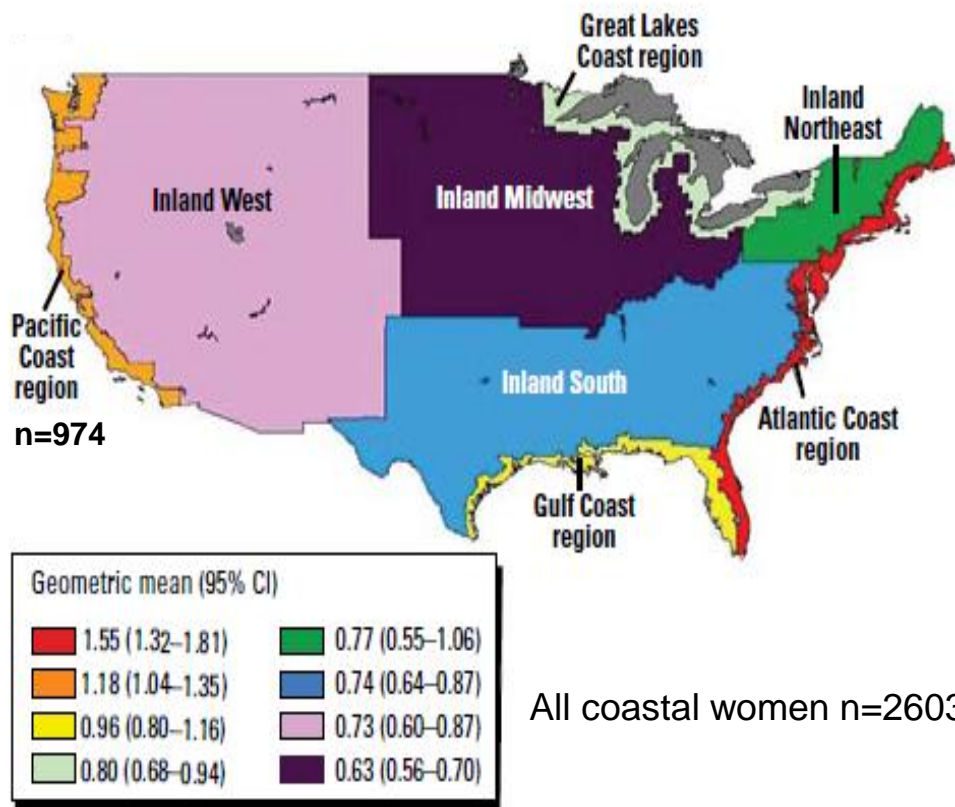 Great Lakes
Coast region
Inland
Northeast
Inland West
Inland Midwest
Pacific
Coast
region
n=974
Inland South
Atlantic Coast
region
Gulf Coast
region
Geometric mean (95% CI)
1.55 (1.32–1.81)
1.18 (1.04–1.35)
0.96 (0.80–1.16)
0.80 (0.68–0.94)
0.77 (0.55–1.06)
0.74 (0.64–0.87)
0.73 (0.60–0.87)
0.63 (0.56–0.70)
All coastal women n=2603